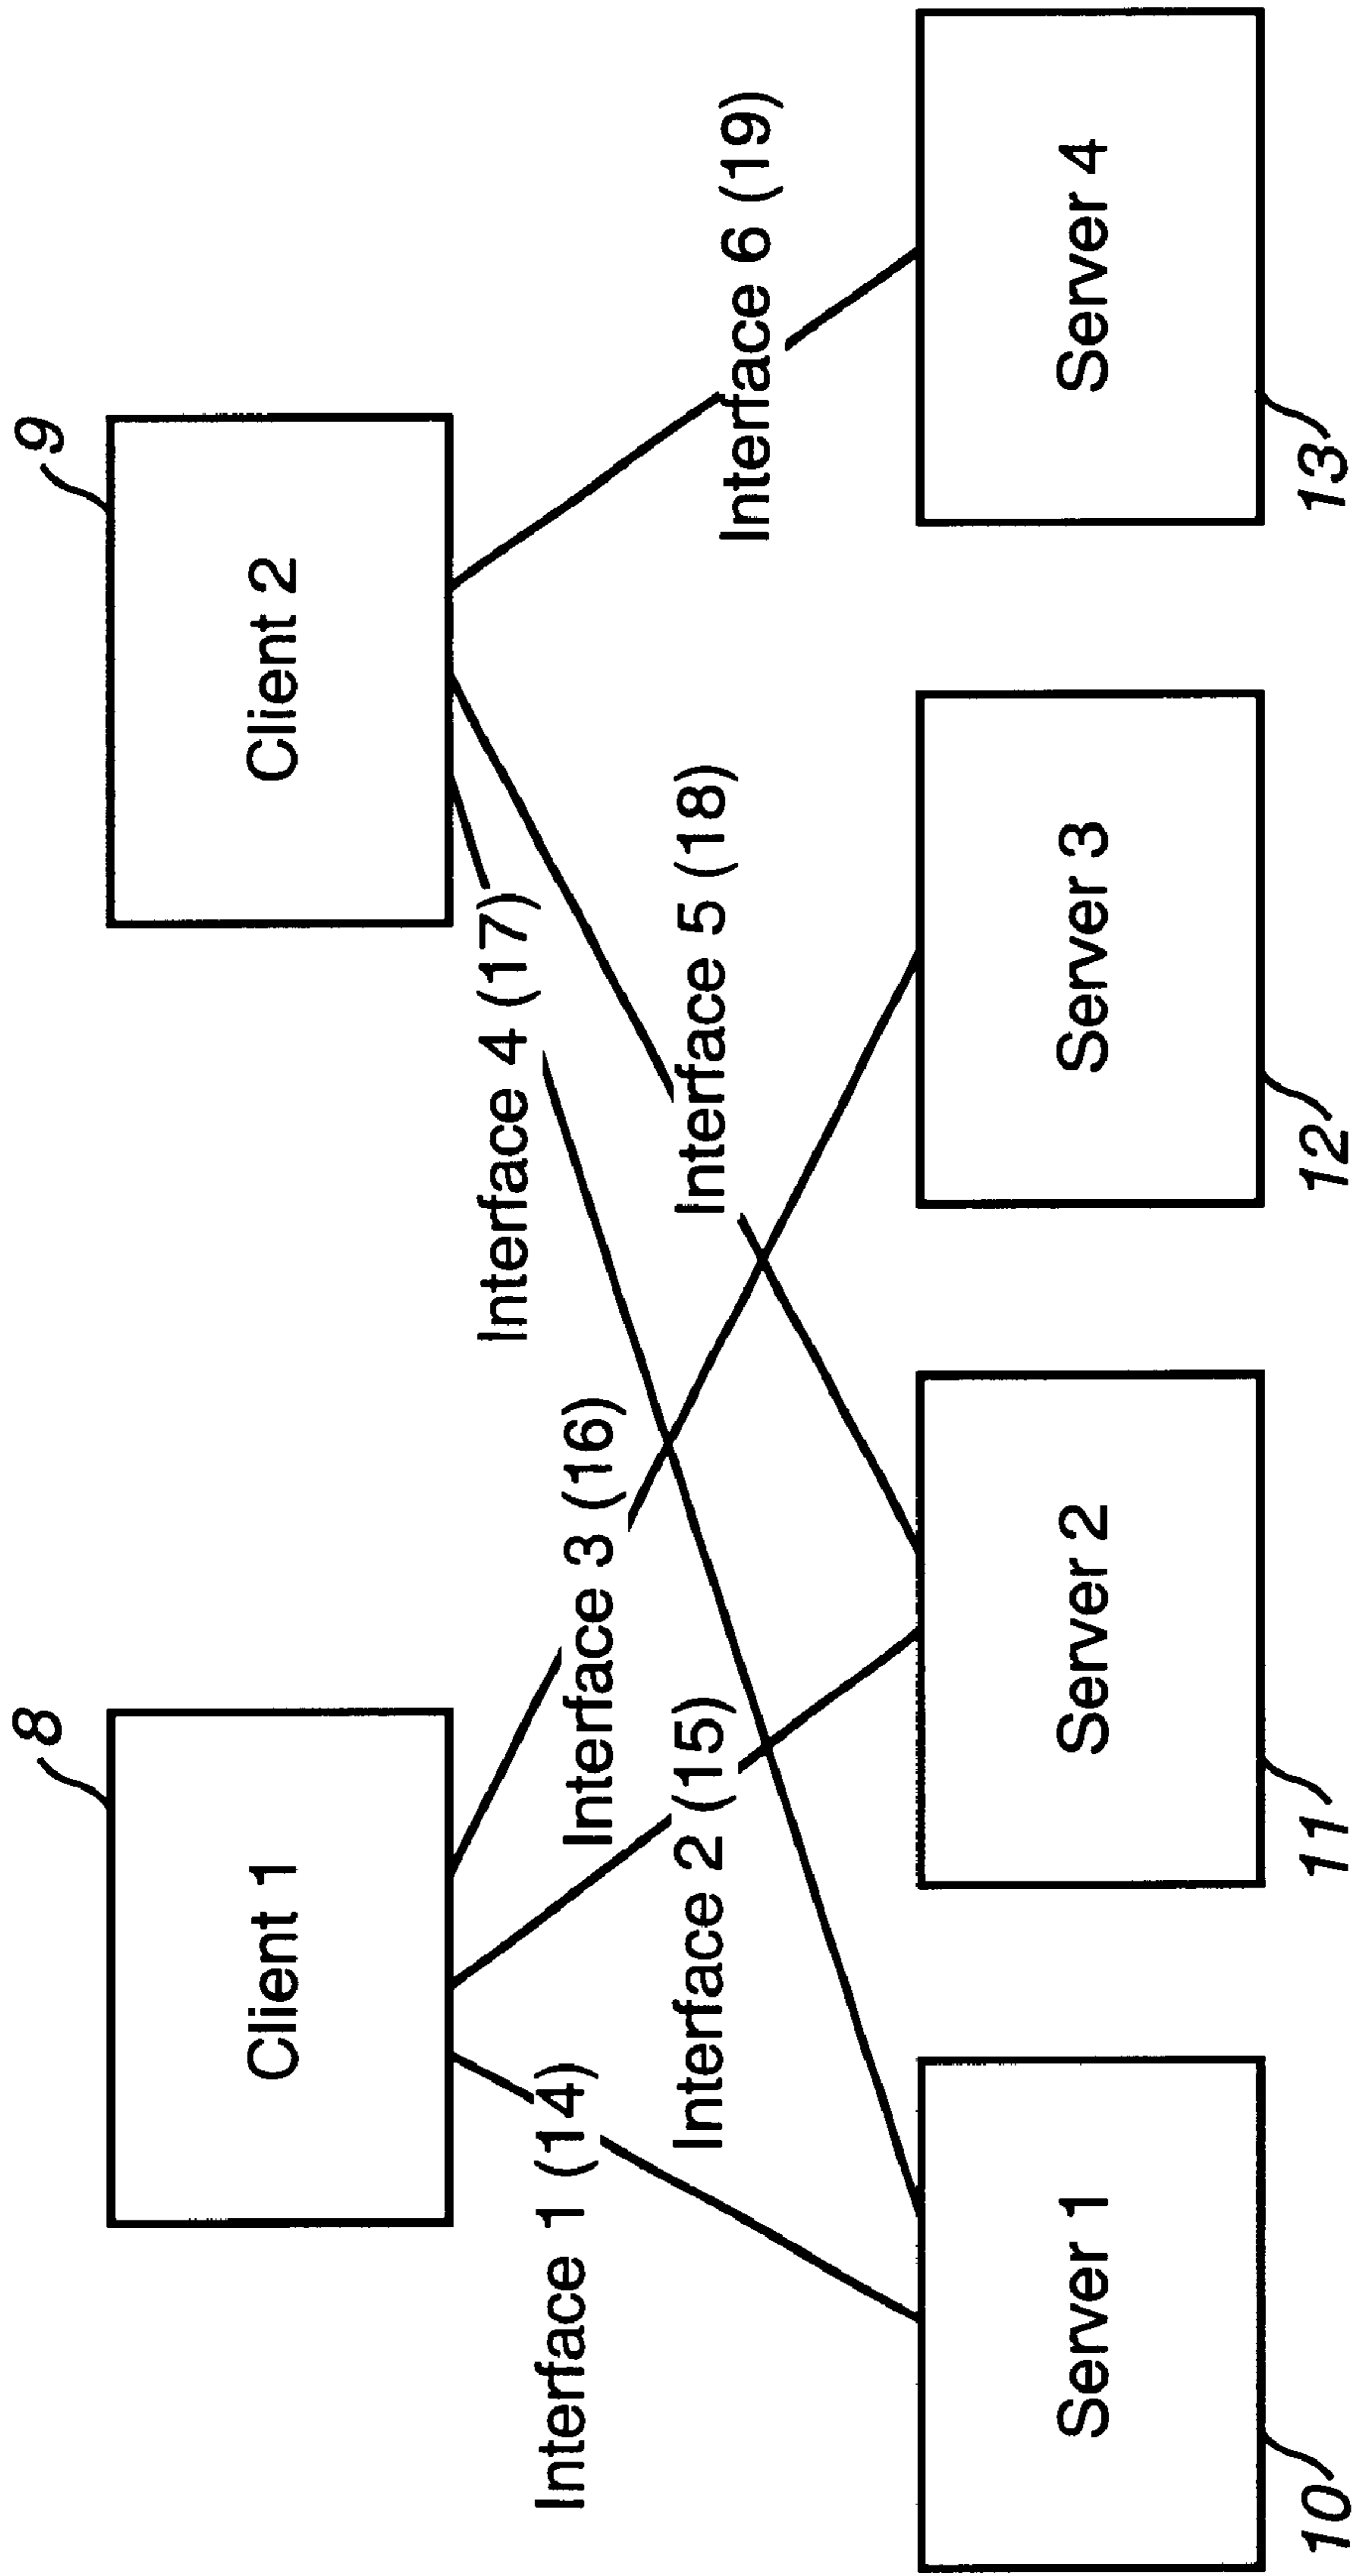 8
9
Client 1
Client 2
Interface 1 (14)
Interface 4 (17)
Interface 3 (16)
Interface 2 (15)
Interface 5 (18)
Interface 6 (19)
Server 1
Server 2
Server 3
Server 4
10
11
12
13